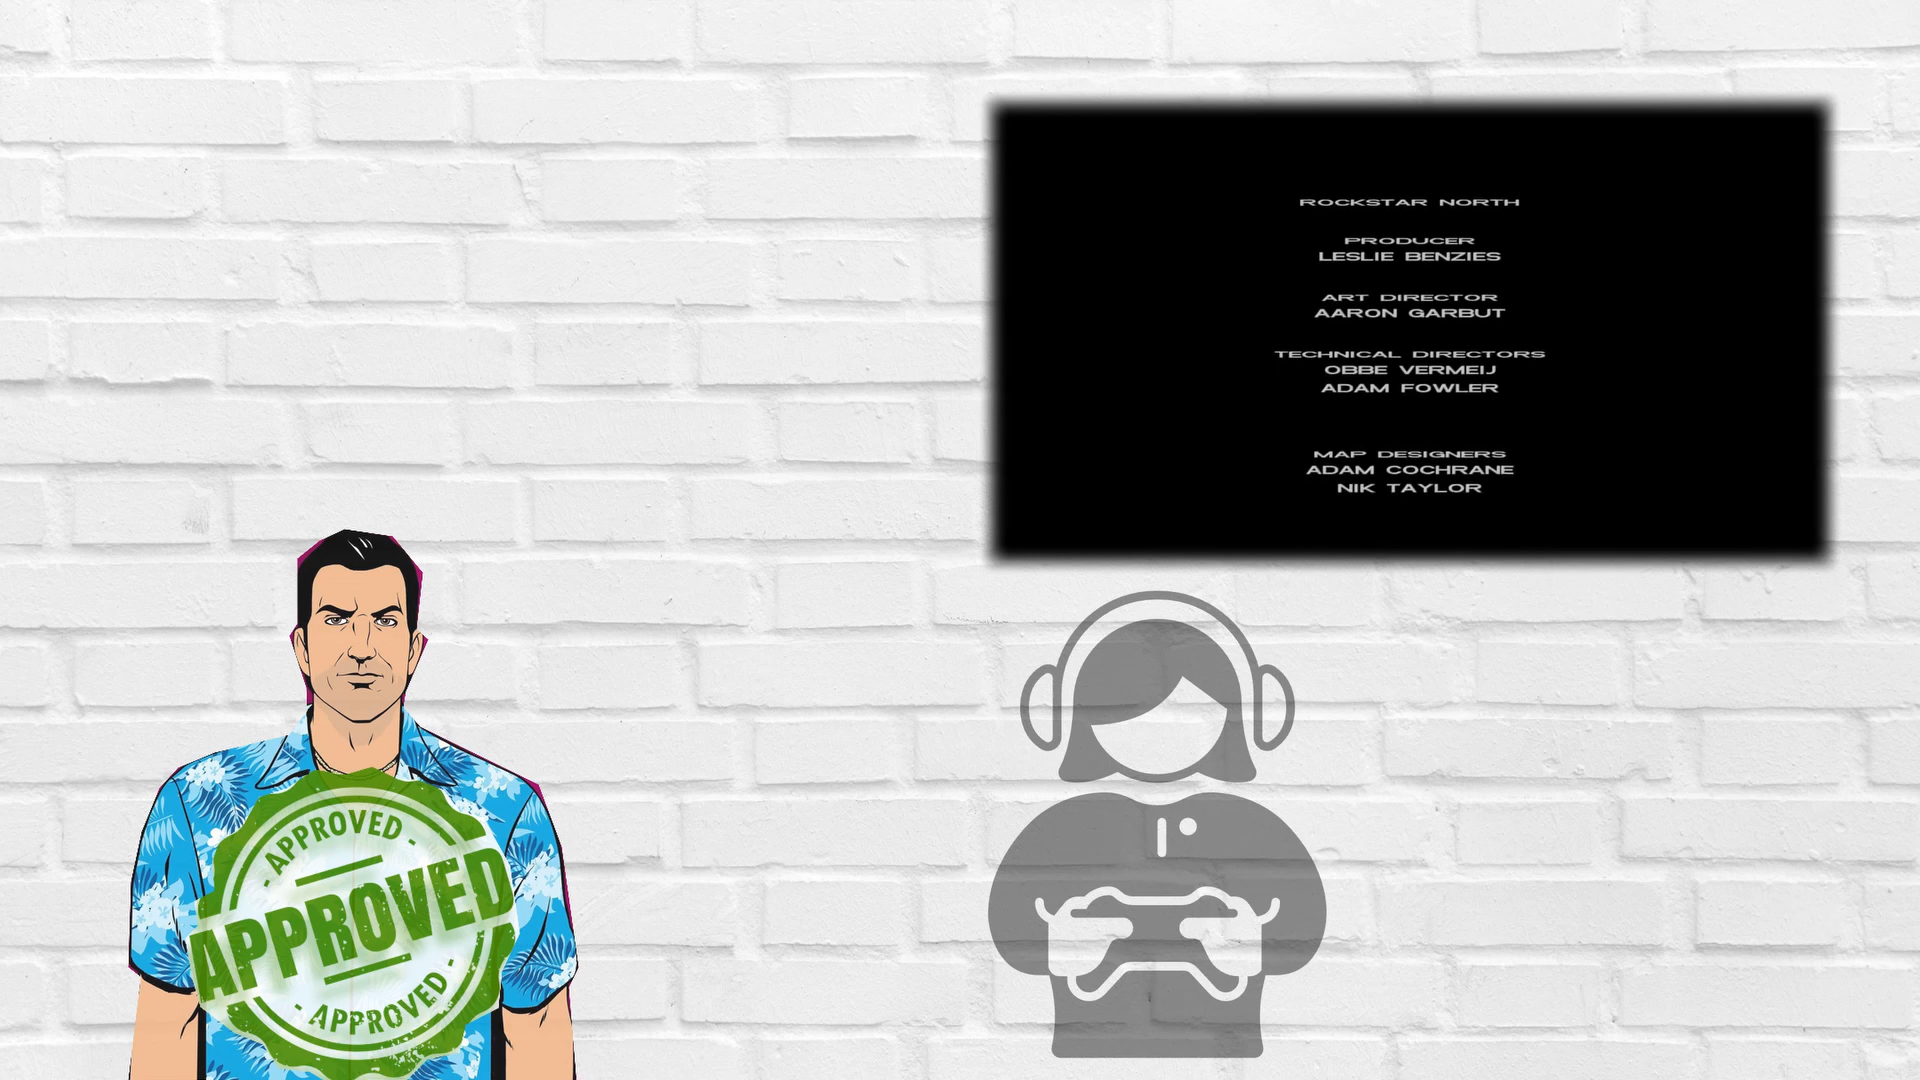 ROCKSTAR NORTH
PRODUCER
LESLIE BENZIES
ART DIRECTOR
AARON GARBUT
TECHNICAL DIRECTORS
OBBE VERMEIJ
ADAM FOWLER
MAP DESIGNERS
ADAM COCHRANE
NIK TAYLOR
- APPROVED -
APPROVED
- APPROVED -